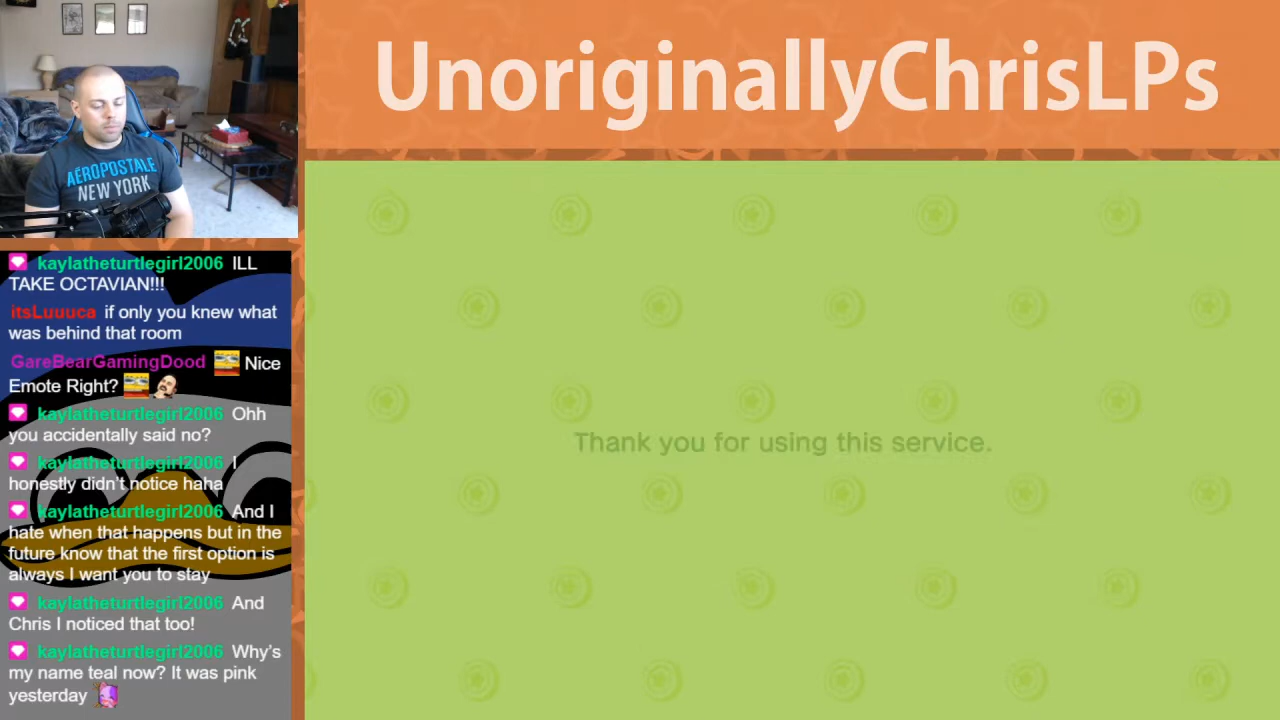 UnoriginallyChrisLPs
AÉROPOSTALE
NEW YORK
kaylatheturtlegirl2006 ILL
TAKE OCTAVIAN!!!
itsLuuuca if only you knew what
was behind that room
GareBearGamingDood Nice
Emote Right?
kaylatheturtlegirl2006 Ohh
you accidentally said no?
kaylatheturtlegirl2006 I
honestly didn't notice haha
kaylatheturtlegirl2006 And I
hate when that happens but in the
future know that the first option is
always I want you to stay
kaylatheturtlegirl2006 And
Chris I noticed that too!
kaylatheturtlegirl2006 Why's
my name teal now? It was pink
yesterday
Thank you for using this service.